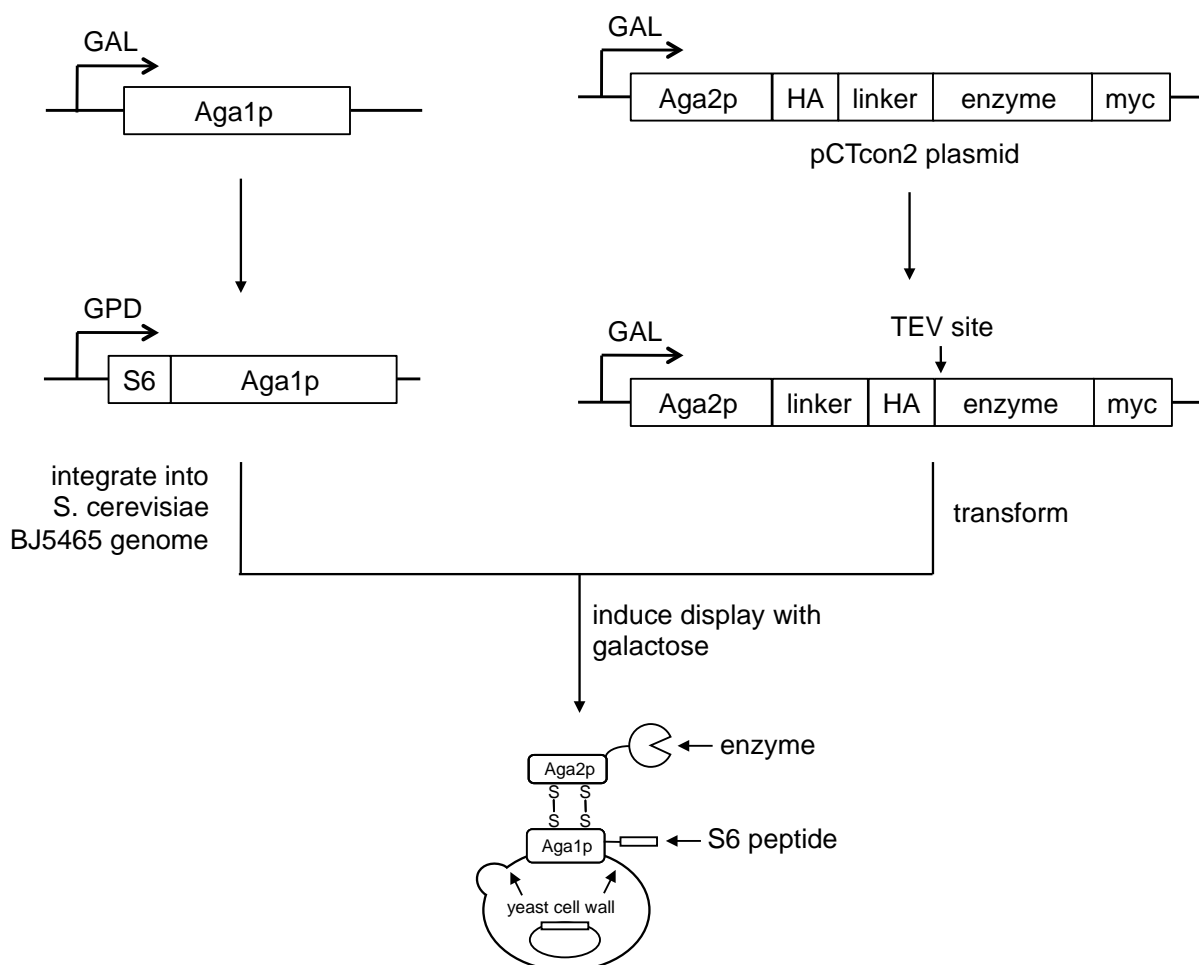 GAL
Aga1p
GAL
Aga2p HA linker enzyme myc
pCTcon2 plasmid
GPD
S6 Aga1p
TEV site
GAL
Aga2p linker HA enzyme myc
integrate into
S. cerevisiae
BJ5465 genome
transform
induce display with
galactose
enzyme
Aga2p
S S
S S
Aga1p
S6 peptide
yeast cell wall